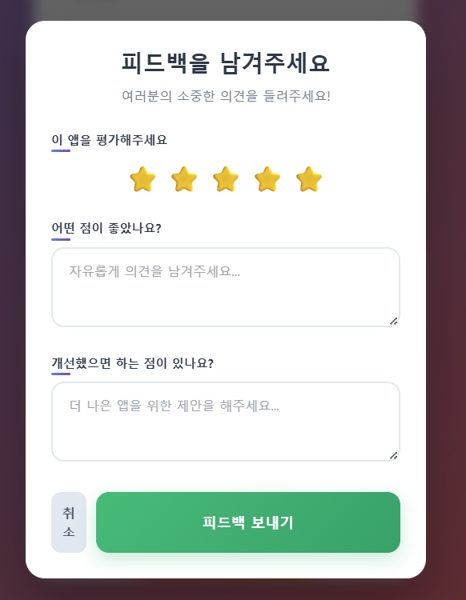 피드백을 남겨주세요
여러분의 소중한 의견을 들려주세요!
이 앱을 평가해주세요
어떤 점이 좋았나요?
자유롭게 의견을 남겨주세요...
개선했으면 하는 점이 있나요?
더 나은 앱을 위한 제안을 해주세요...
취
소
피드백 보내기